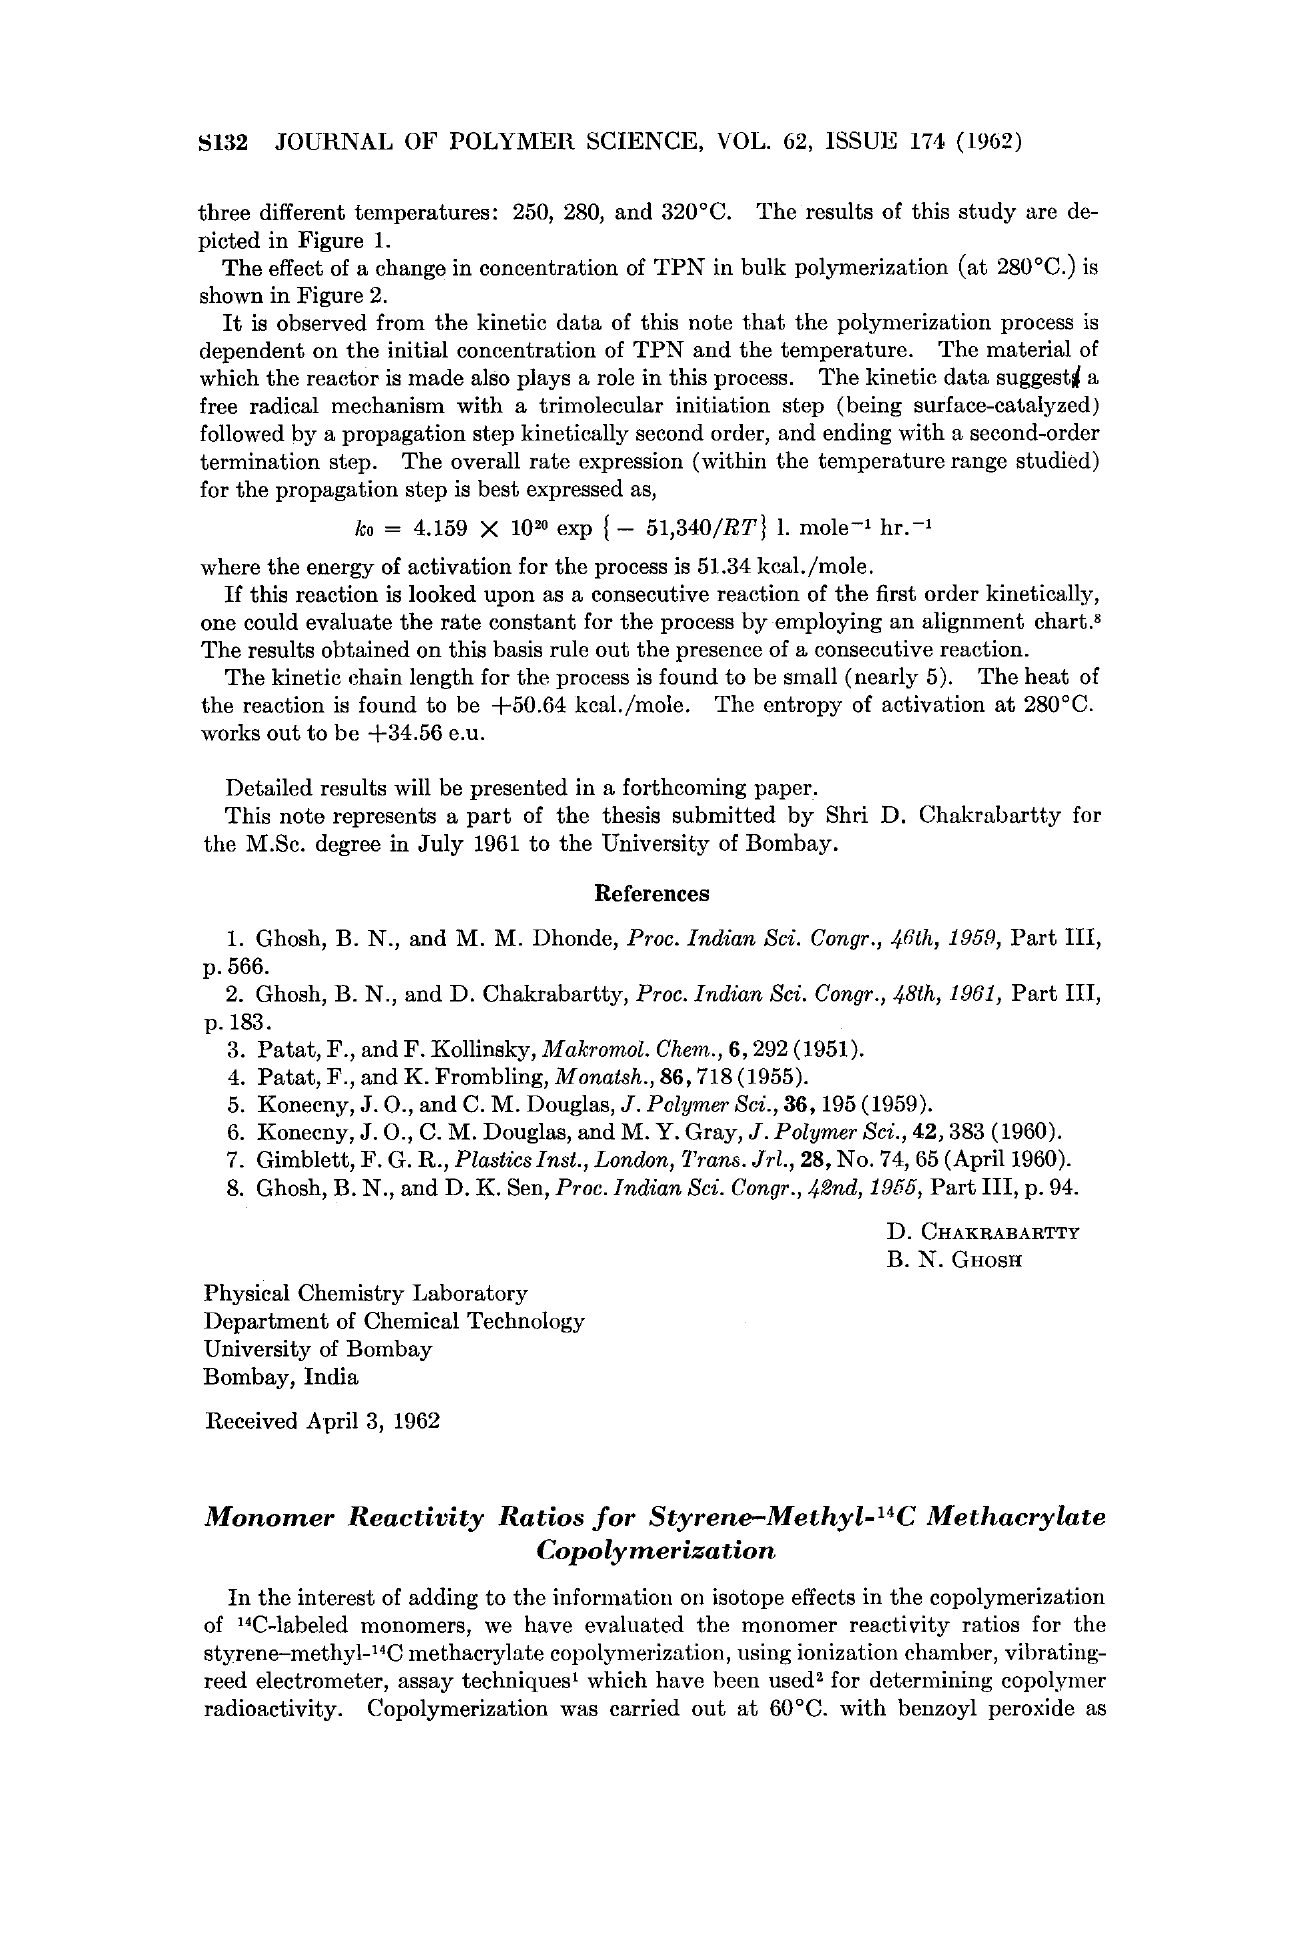 S132 JOURNAL OF POLYMER SCIENCE, VOL. 62, ISSUE 174 (1962)
three different temperatures: 250, 280, and 320°C. The results of this study are de-
picted in Figure 1.
The effect of a change in concentration of TPN in bulk polymerization (at 280°C.) is
shown in Figure 2.
It is observed from the kinetic data of this note that the polymerization process is
dependent on the initial concentration of TPN and the temperature. The material of
which the reactor is made also plays a role in this process. The kinetic data suggest a
free radical mechanism with a trimolecular initiation step (being surface-catalyzed)
followed by a propagation step kinetically second order, and ending with a second-order
termination step. The overall rate expression (within the temperature range studied)
for the propagation step is best expressed as,
k₀ = 4.159 × 10²⁰ exp {− 51,340/RT} l. mole⁻¹ hr.⁻¹
where the energy of activation for the process is 51.34 kcal./mole.
If this reaction is looked upon as a consecutive reaction of the first order kinetically,
one could evaluate the rate constant for the process by employing an alignment chart.⁸
The results obtained on this basis rule out the presence of a consecutive reaction.
The kinetic chain length for the process is found to be small (nearly 5). The heat of
the reaction is found to be +50.64 kcal./mole. The entropy of activation at 280°C.
works out to be +34.56 e.u.
Detailed results will be presented in a forthcoming paper.
This note represents a part of the thesis submitted by Shri D. Chakrabartty for
the M.Sc. degree in July 1961 to the University of Bombay.
References
1. Ghosh, B. N., and M. M. Dhonde, Proc. Indian Sci. Congr., 46th, 1959, Part III,
p. 566.
2. Ghosh, B. N., and D. Chakrabartty, Proc. Indian Sci. Congr., 48th, 1961, Part III,
p. 183.
3. Patat, F., and F. Kollinsky, Makromol. Chem., 6, 292 (1951).
4. Patat, F., and K. Frombling, Monatsh., 86, 718 (1955).
5. Konecny, J. O., and C. M. Douglas, J. Polymer Sci., 36, 195 (1959).
6. Konecny, J. O., C. M. Douglas, and M. Y. Gray, J. Polymer Sci., 42, 383 (1960).
7. Gimblett, F. G. R., Plastics Inst., London, Trans. Jrl., 28, No. 74, 65 (April 1960).
8. Ghosh, B. N., and D. K. Sen, Proc. Indian Sci. Congr., 42nd, 1955, Part III, p. 94.
D. CHAKRABARTTY
B. N. GHOSH
Physical Chemistry Laboratory
Department of Chemical Technology
University of Bombay
Bombay, India
Received April 3, 1962
Monomer Reactivity Ratios for Styrene–Methyl-¹⁴C Methacrylate
Copolymerization
In the interest of adding to the information on isotope effects in the copolymerization
of ¹⁴C-labeled monomers, we have evaluated the monomer reactivity ratios for the
styrene–methyl-¹⁴C methacrylate copolymerization, using ionization chamber, vibrating-
reed electrometer, assay techniques¹ which have been used² for determining copolymer
radioactivity. Copolymerization was carried out at 60°C. with benzoyl peroxide as